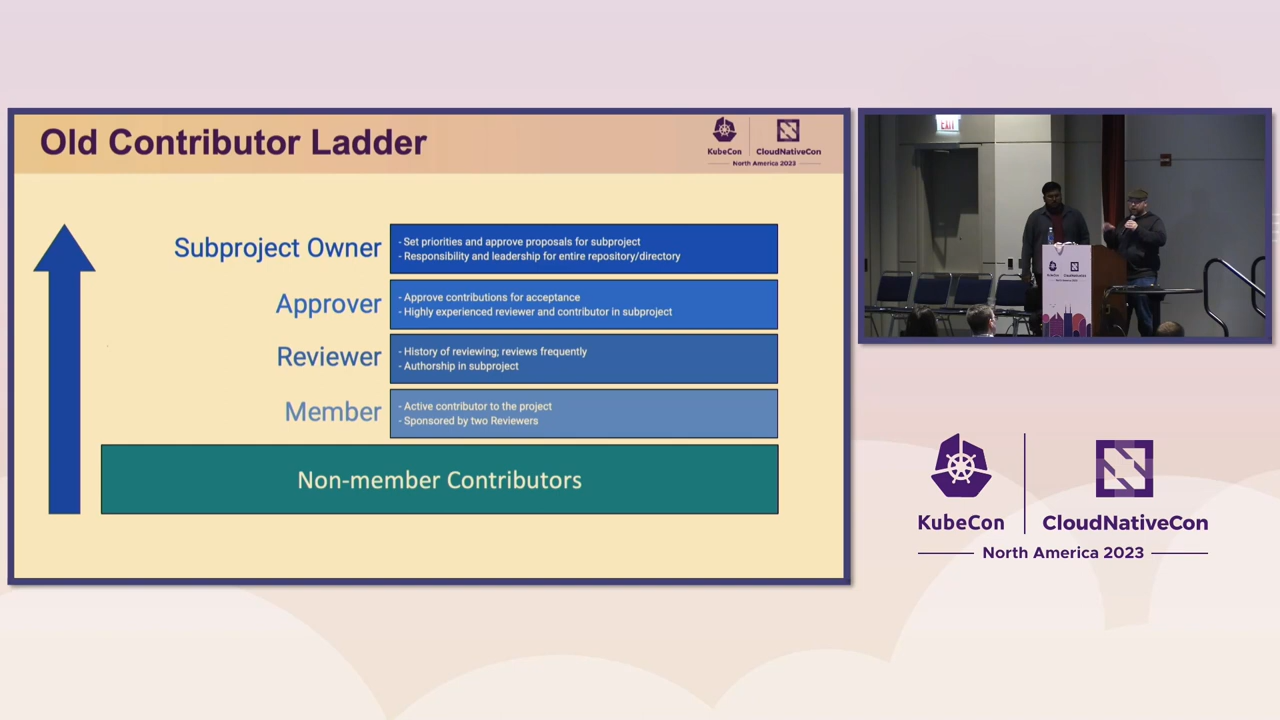 Old Contributor Ladder
KubeCon
CloudNativeCon
North America 2023
Subproject Owner
- Set priorities and approve proposals for subproject
- Responsibility and leadership for entire repository/directory
Approver
- Approve contributions for acceptance
- Highly experienced reviewer and contributor in subproject
Reviewer
- History of reviewing; reviews frequently
- Authorship in subproject
Member
- Active contributor to the project
- Sponsored by two Reviewers
Non-member Contributors
EXIT
KubeCon
CloudNativeCon
North America 2023